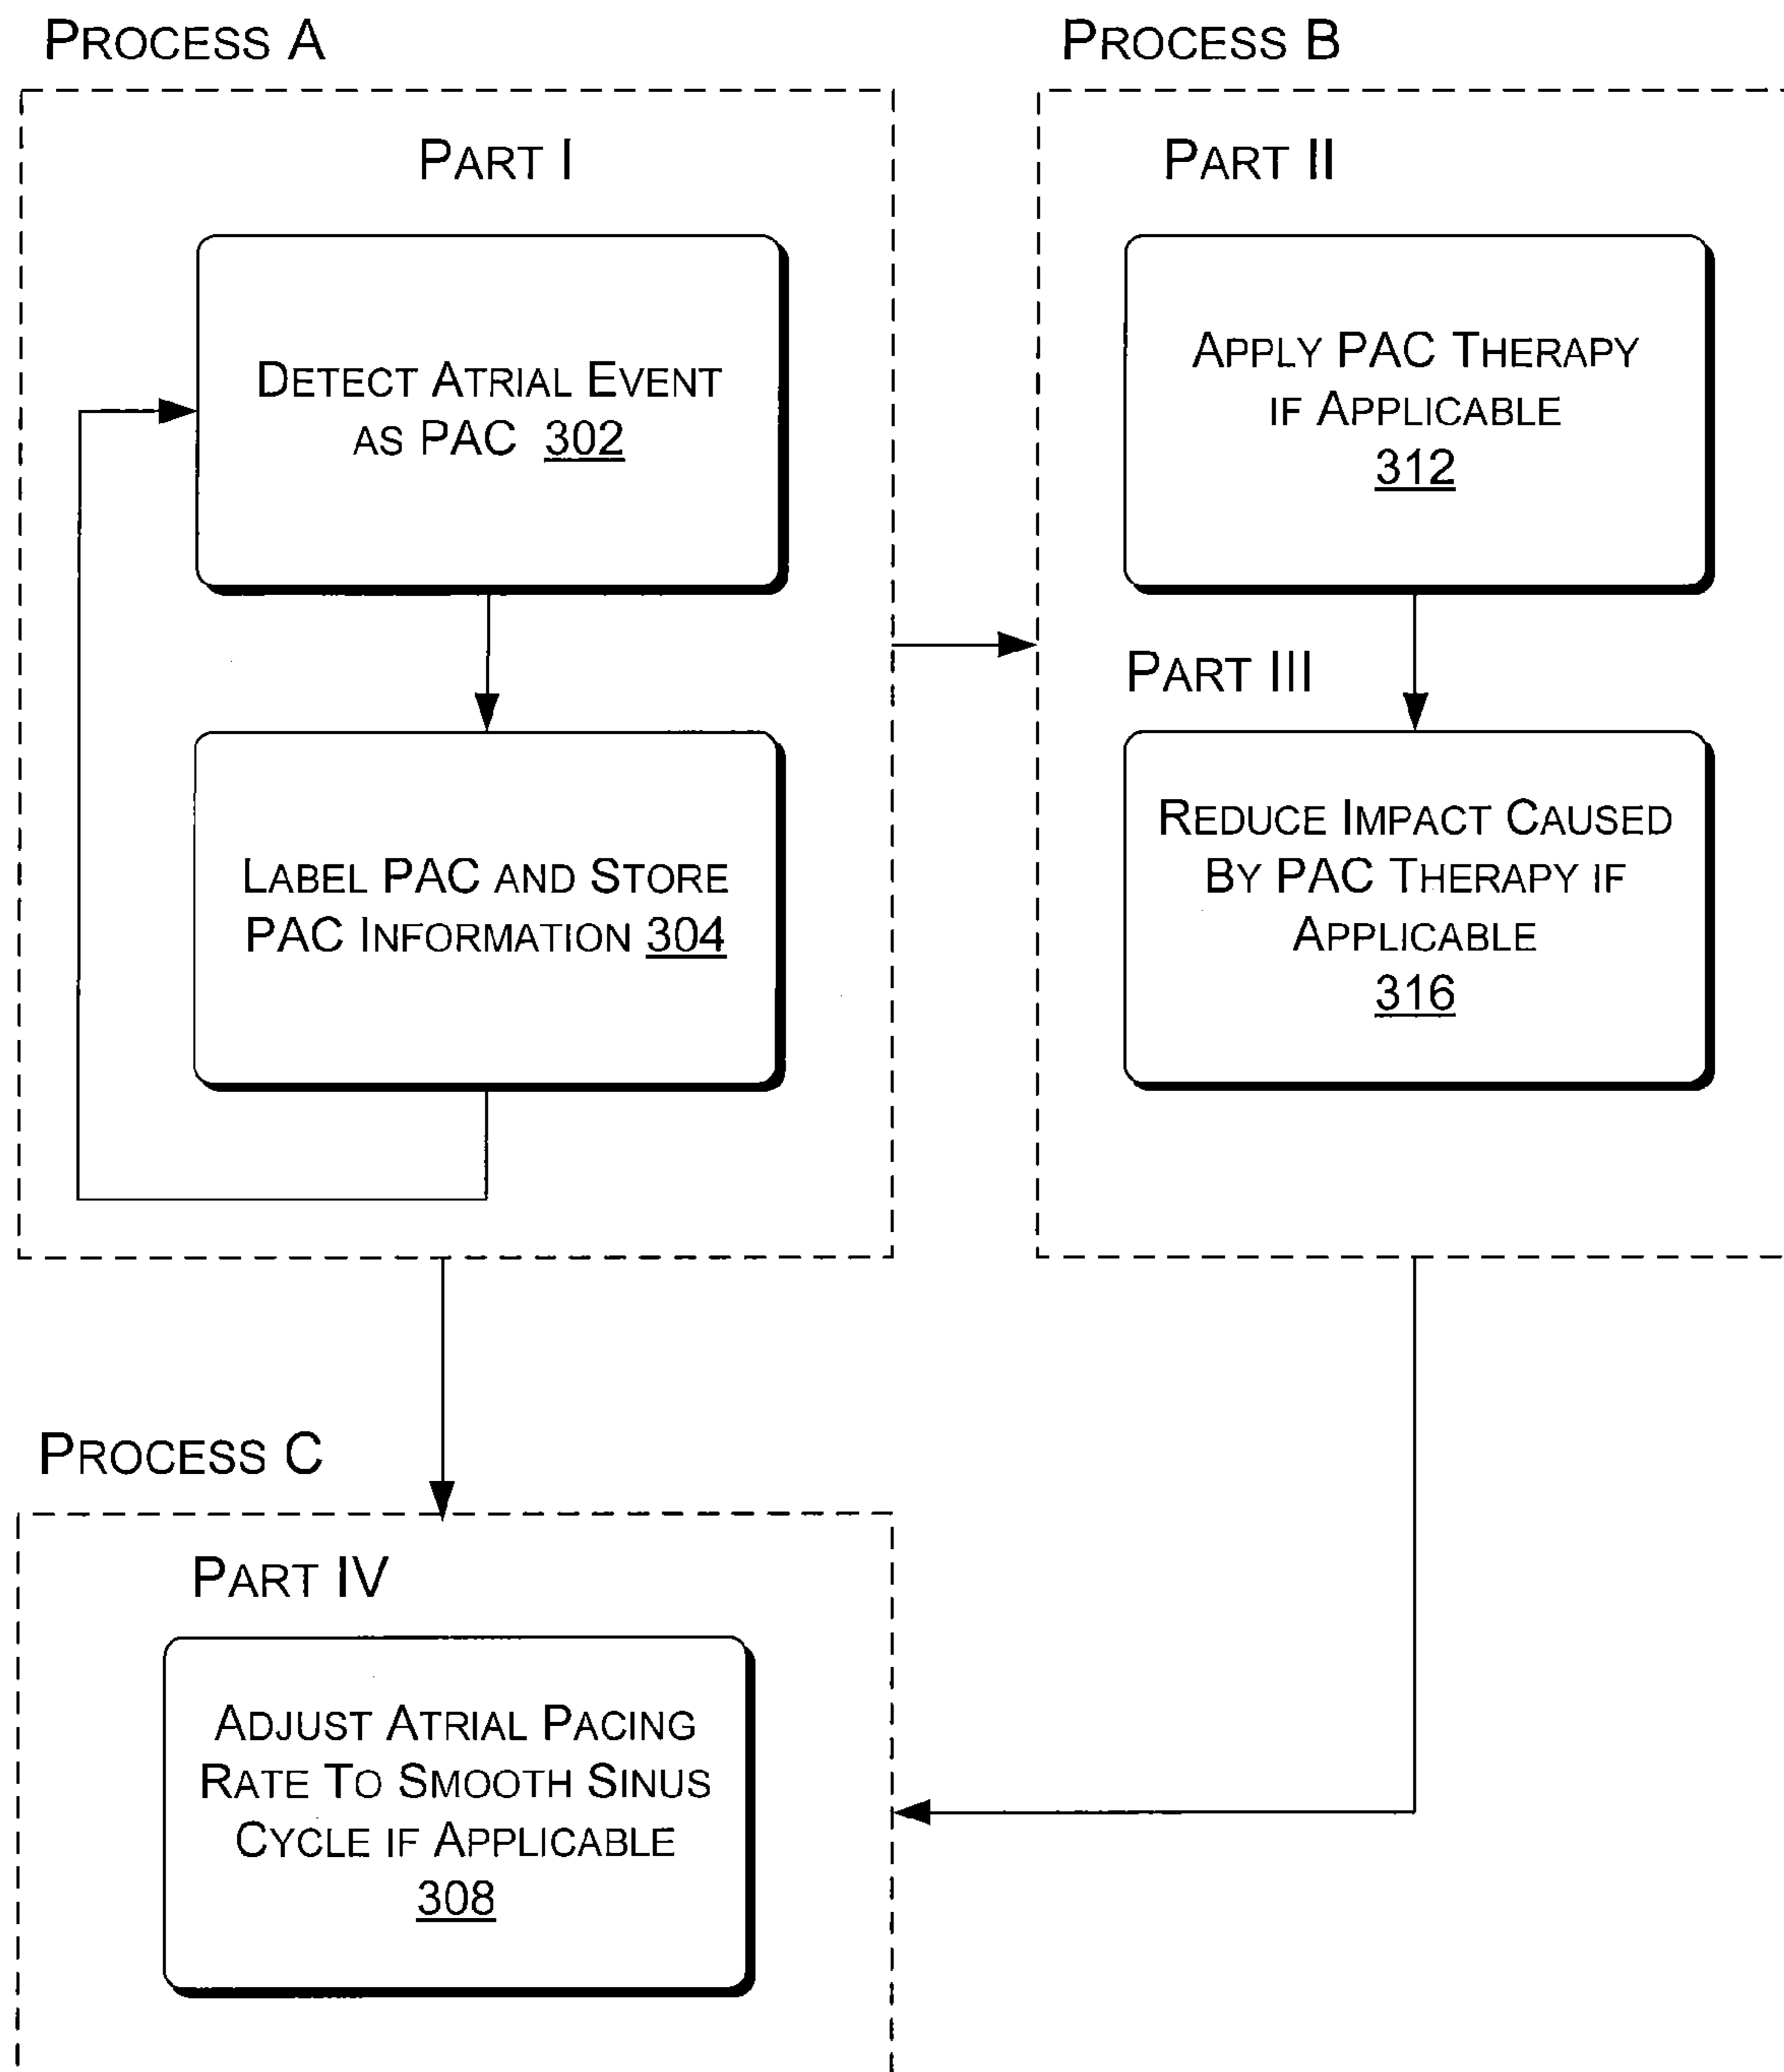 PROCESS A
PART I
DETECT ATRIAL EVENT
AS PAC 302
LABEL PAC AND STORE
PAC INFORMATION 304
PROCESS B
PART II
APPLY PAC THERAPY
IF APPLICABLE
312
PART III
REDUCE IMPACT CAUSED
BY PAC THERAPY IF
APPLICABLE
316
PROCESS C
PART IV
ADJUST ATRIAL PACING
RATE TO SMOOTH SINUS
CYCLE IF APPLICABLE
308